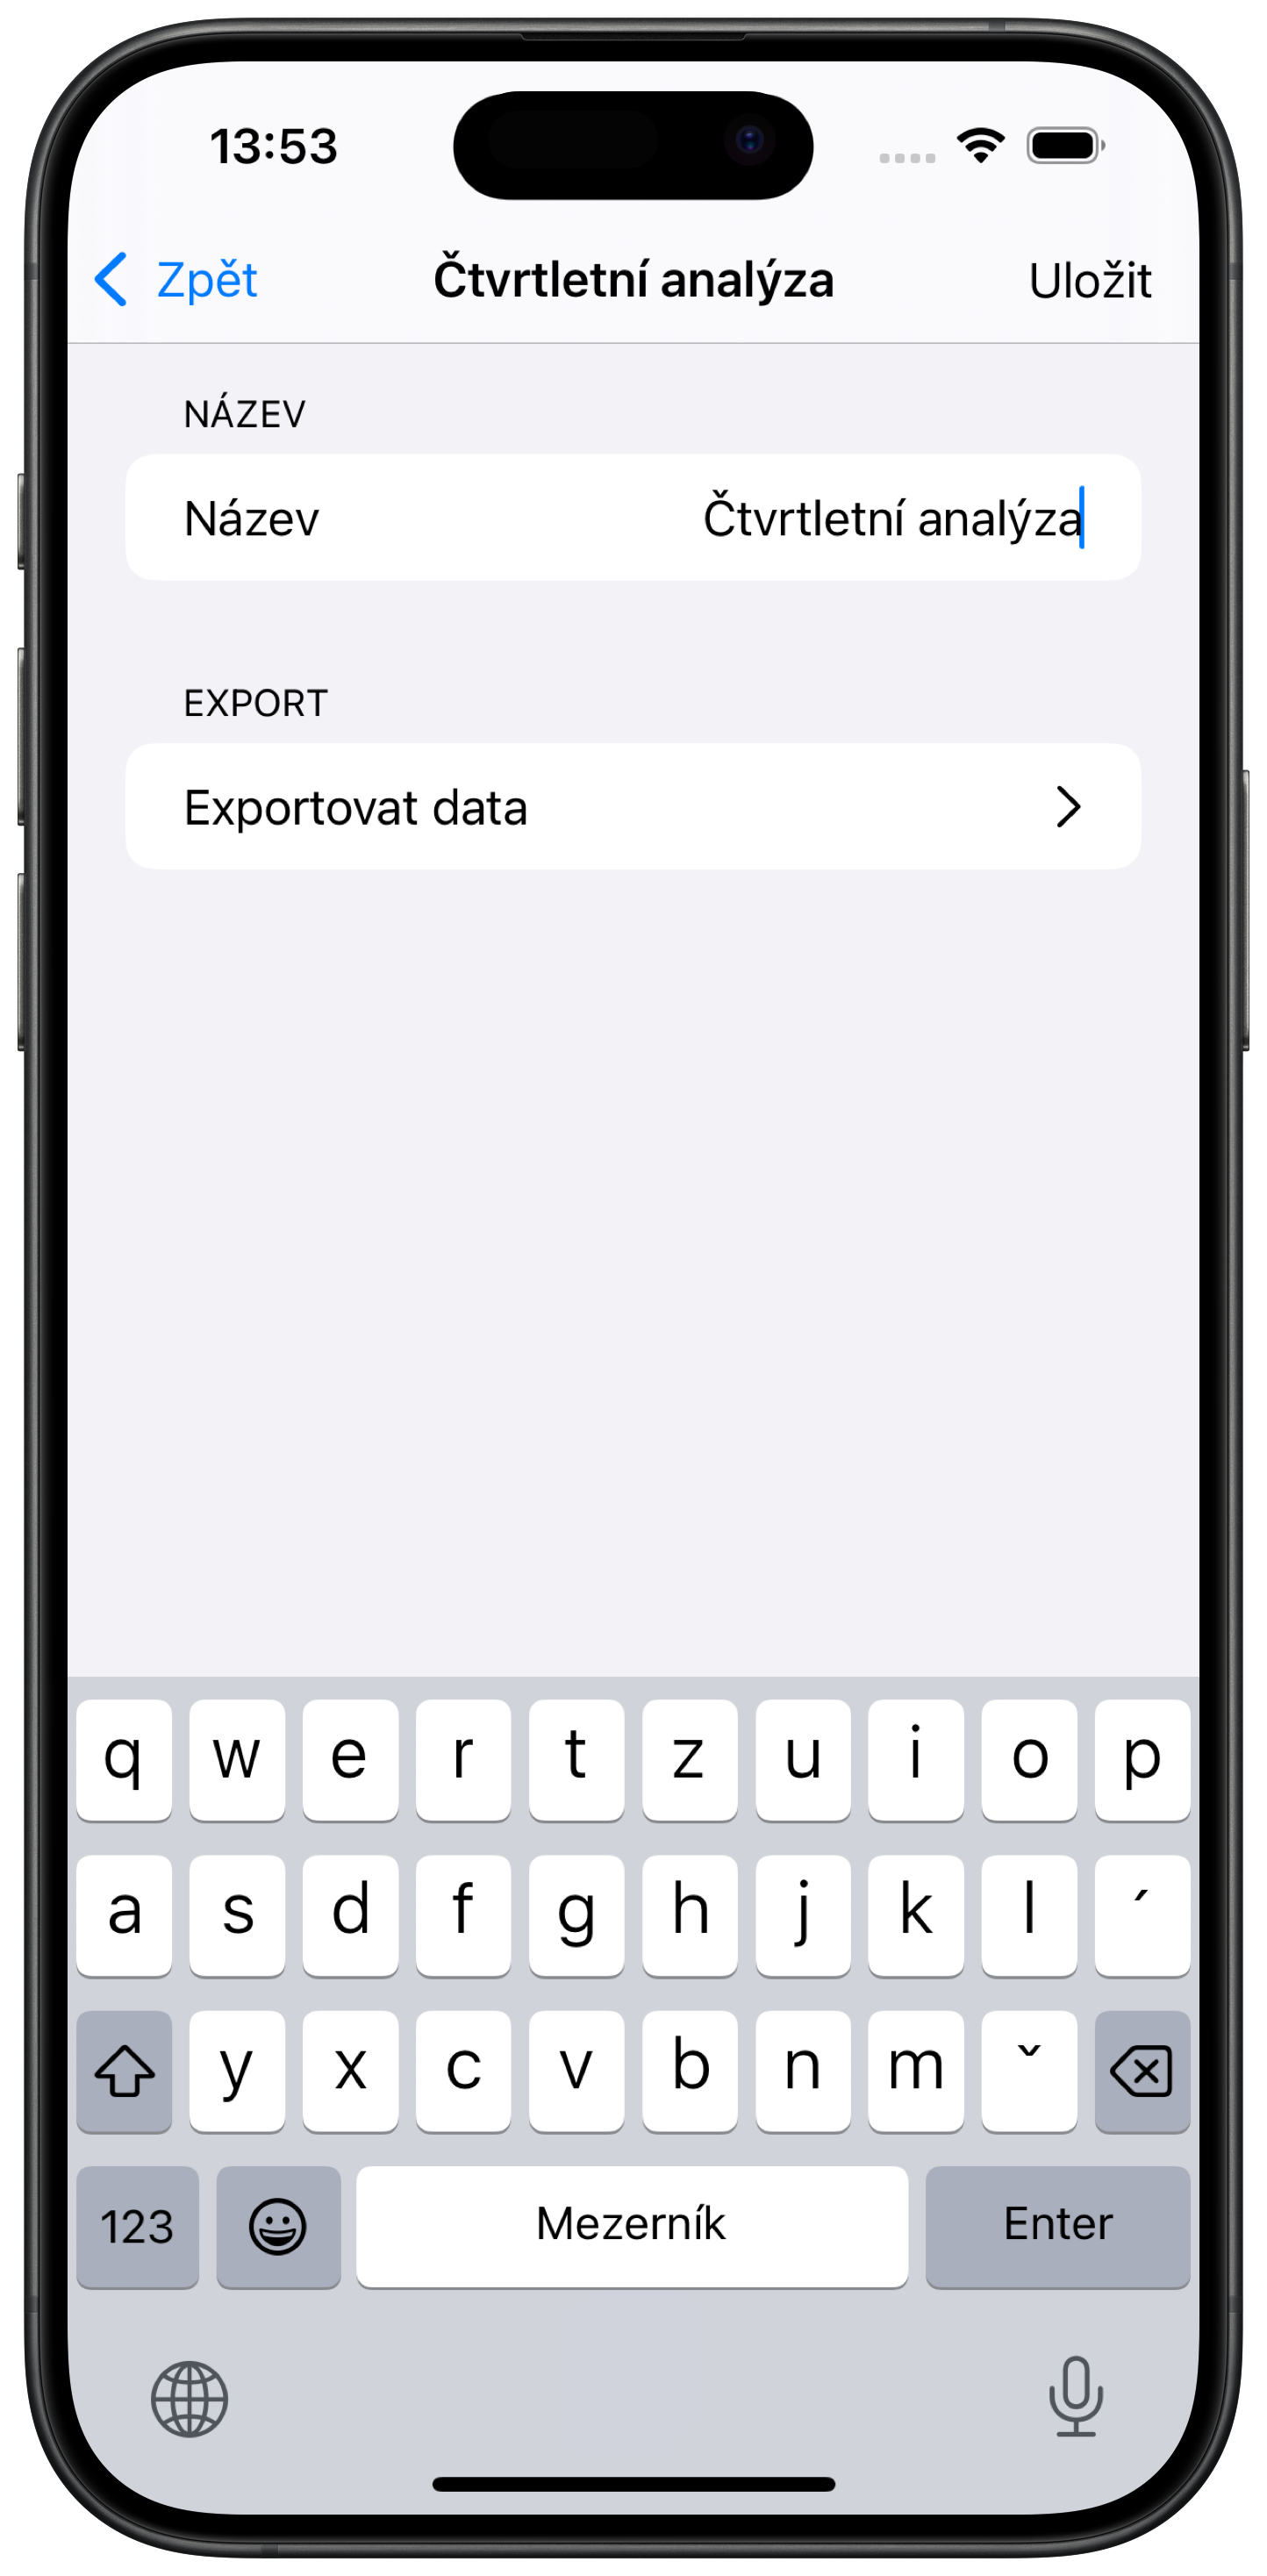 13:53
Zpět Čtvrtletní analýza Uložit
NÁZEV
Název Čtvrtletní analýza
EXPORT
Exportovat data
q w e r t z u i o p
a s d f g h j k l ´
y x c v b n m ˇ
123 Mezerník Enter